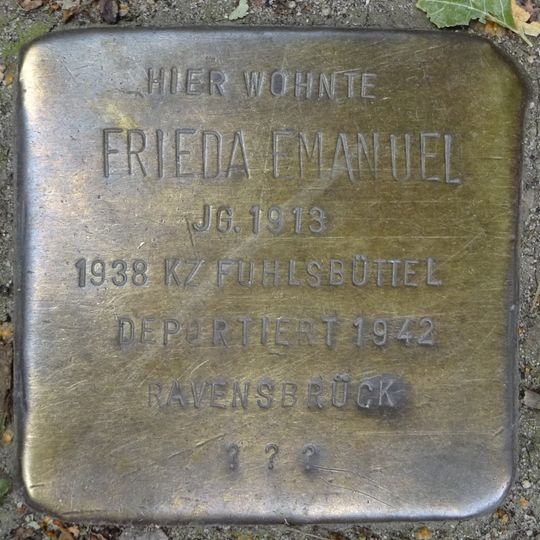 HIER WOHNTE
FRIEDA EMANUEL
JG. 1913
1938 KZ FUHLSBÜTTEL
DEPORTIERT 1942
RAVENSBRÜCK
? ? ?